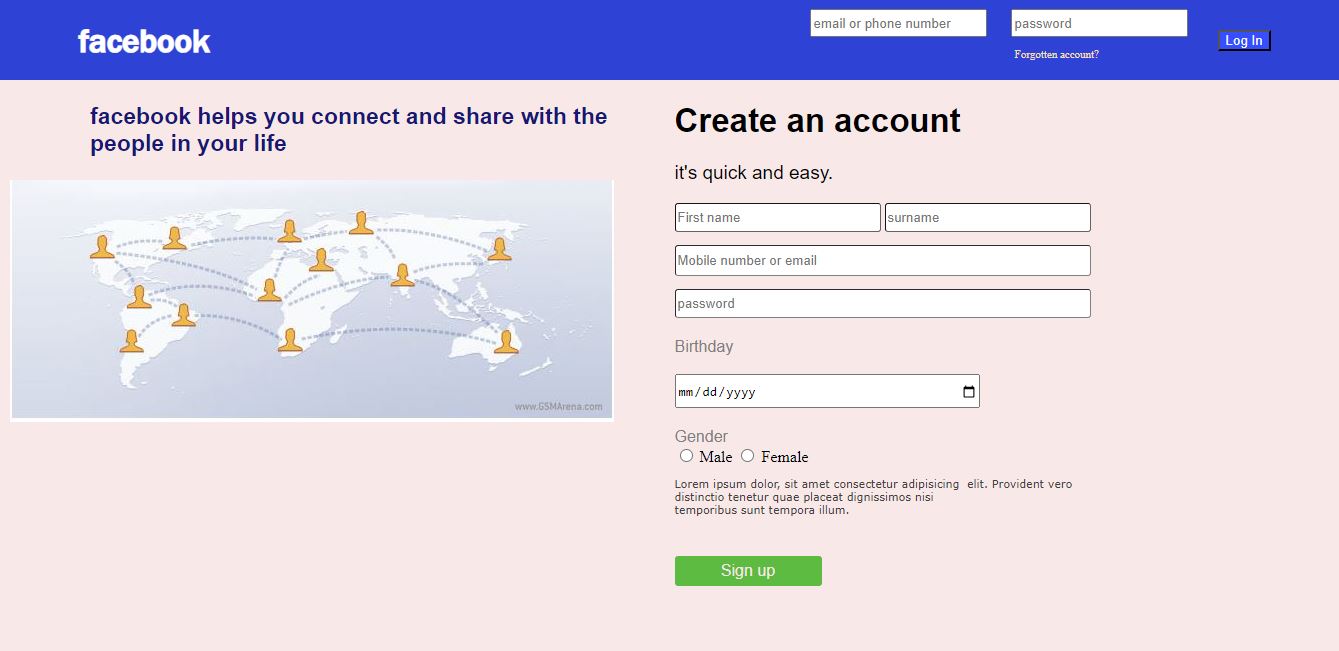 facebook
email or phone number
password
Log In
Forgotten account?
facebook helps you connect and share with the
people in your life
www.GSMArena.com
Create an account
it's quick and easy.
First name
surname
Mobile number or email
password
Birthday
mm/dd/yyyy
Gender
Male Female
Lorem ipsum dolor, sit amet consectetur adipisicing elit. Provident vero
distinctio tenetur quae placeat dignissimos nisi
temporibus sunt tempora illum.
Sign up